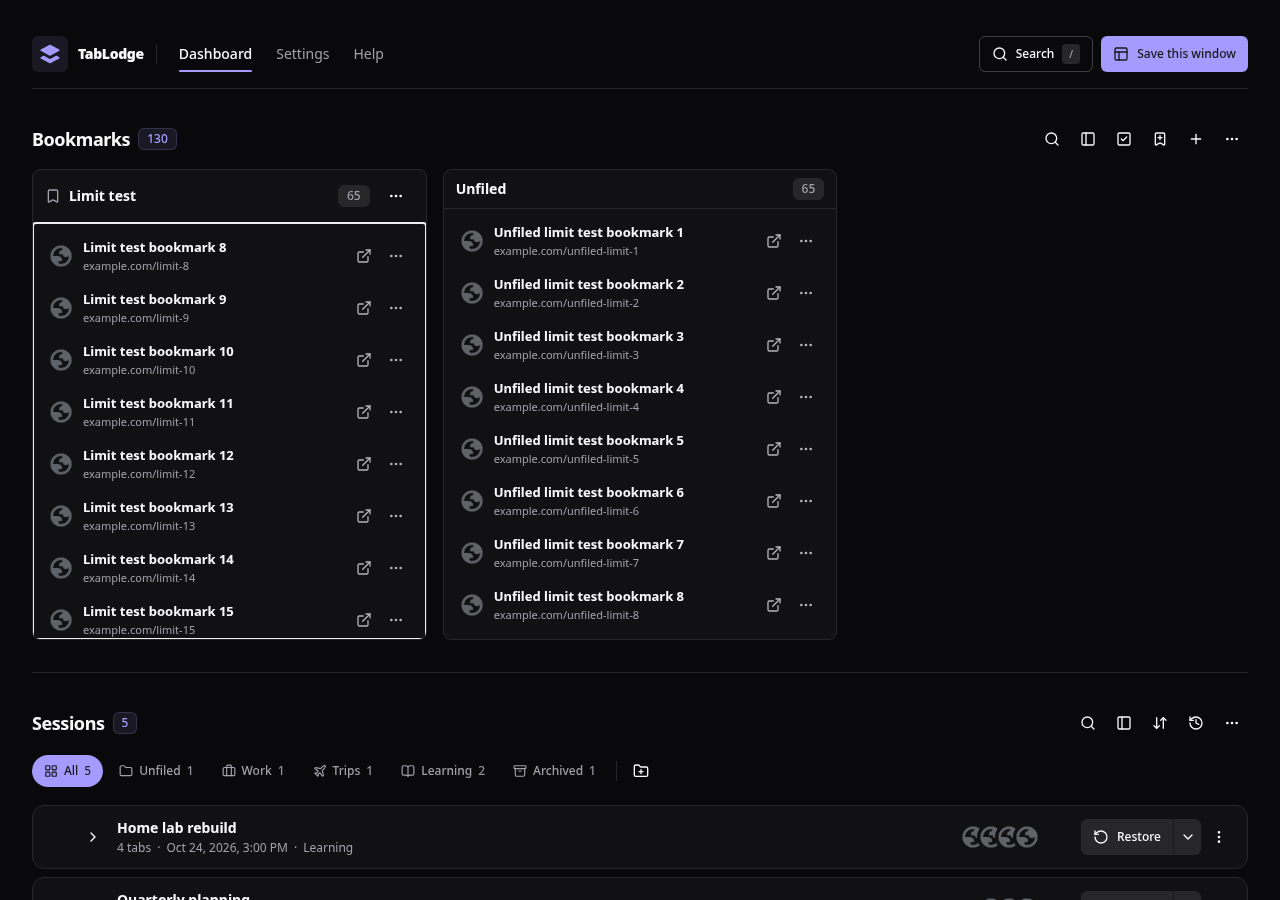 TabLodge
Dashboard
Settings
Help
Search /
Save this window
Bookmarks 130
Limit test 65
Limit test bookmark 8
example.com/limit-8
Limit test bookmark 9
example.com/limit-9
Limit test bookmark 10
example.com/limit-10
Limit test bookmark 11
example.com/limit-11
Limit test bookmark 12
example.com/limit-12
Limit test bookmark 13
example.com/limit-13
Limit test bookmark 14
example.com/limit-14
Limit test bookmark 15
example.com/limit-15
Unfiled 65
Unfiled limit test bookmark 1
example.com/unfiled-limit-1
Unfiled limit test bookmark 2
example.com/unfiled-limit-2
Unfiled limit test bookmark 3
example.com/unfiled-limit-3
Unfiled limit test bookmark 4
example.com/unfiled-limit-4
Unfiled limit test bookmark 5
example.com/unfiled-limit-5
Unfiled limit test bookmark 6
example.com/unfiled-limit-6
Unfiled limit test bookmark 7
example.com/unfiled-limit-7
Unfiled limit test bookmark 8
example.com/unfiled-limit-8
Sessions 5
All 5
Unfiled 1
Work 1
Trips 1
Learning 2
Archived 1
Home lab rebuild
4 tabs · Oct 24, 2026, 3:00 PM · Learning
Restore
Quarterly planning